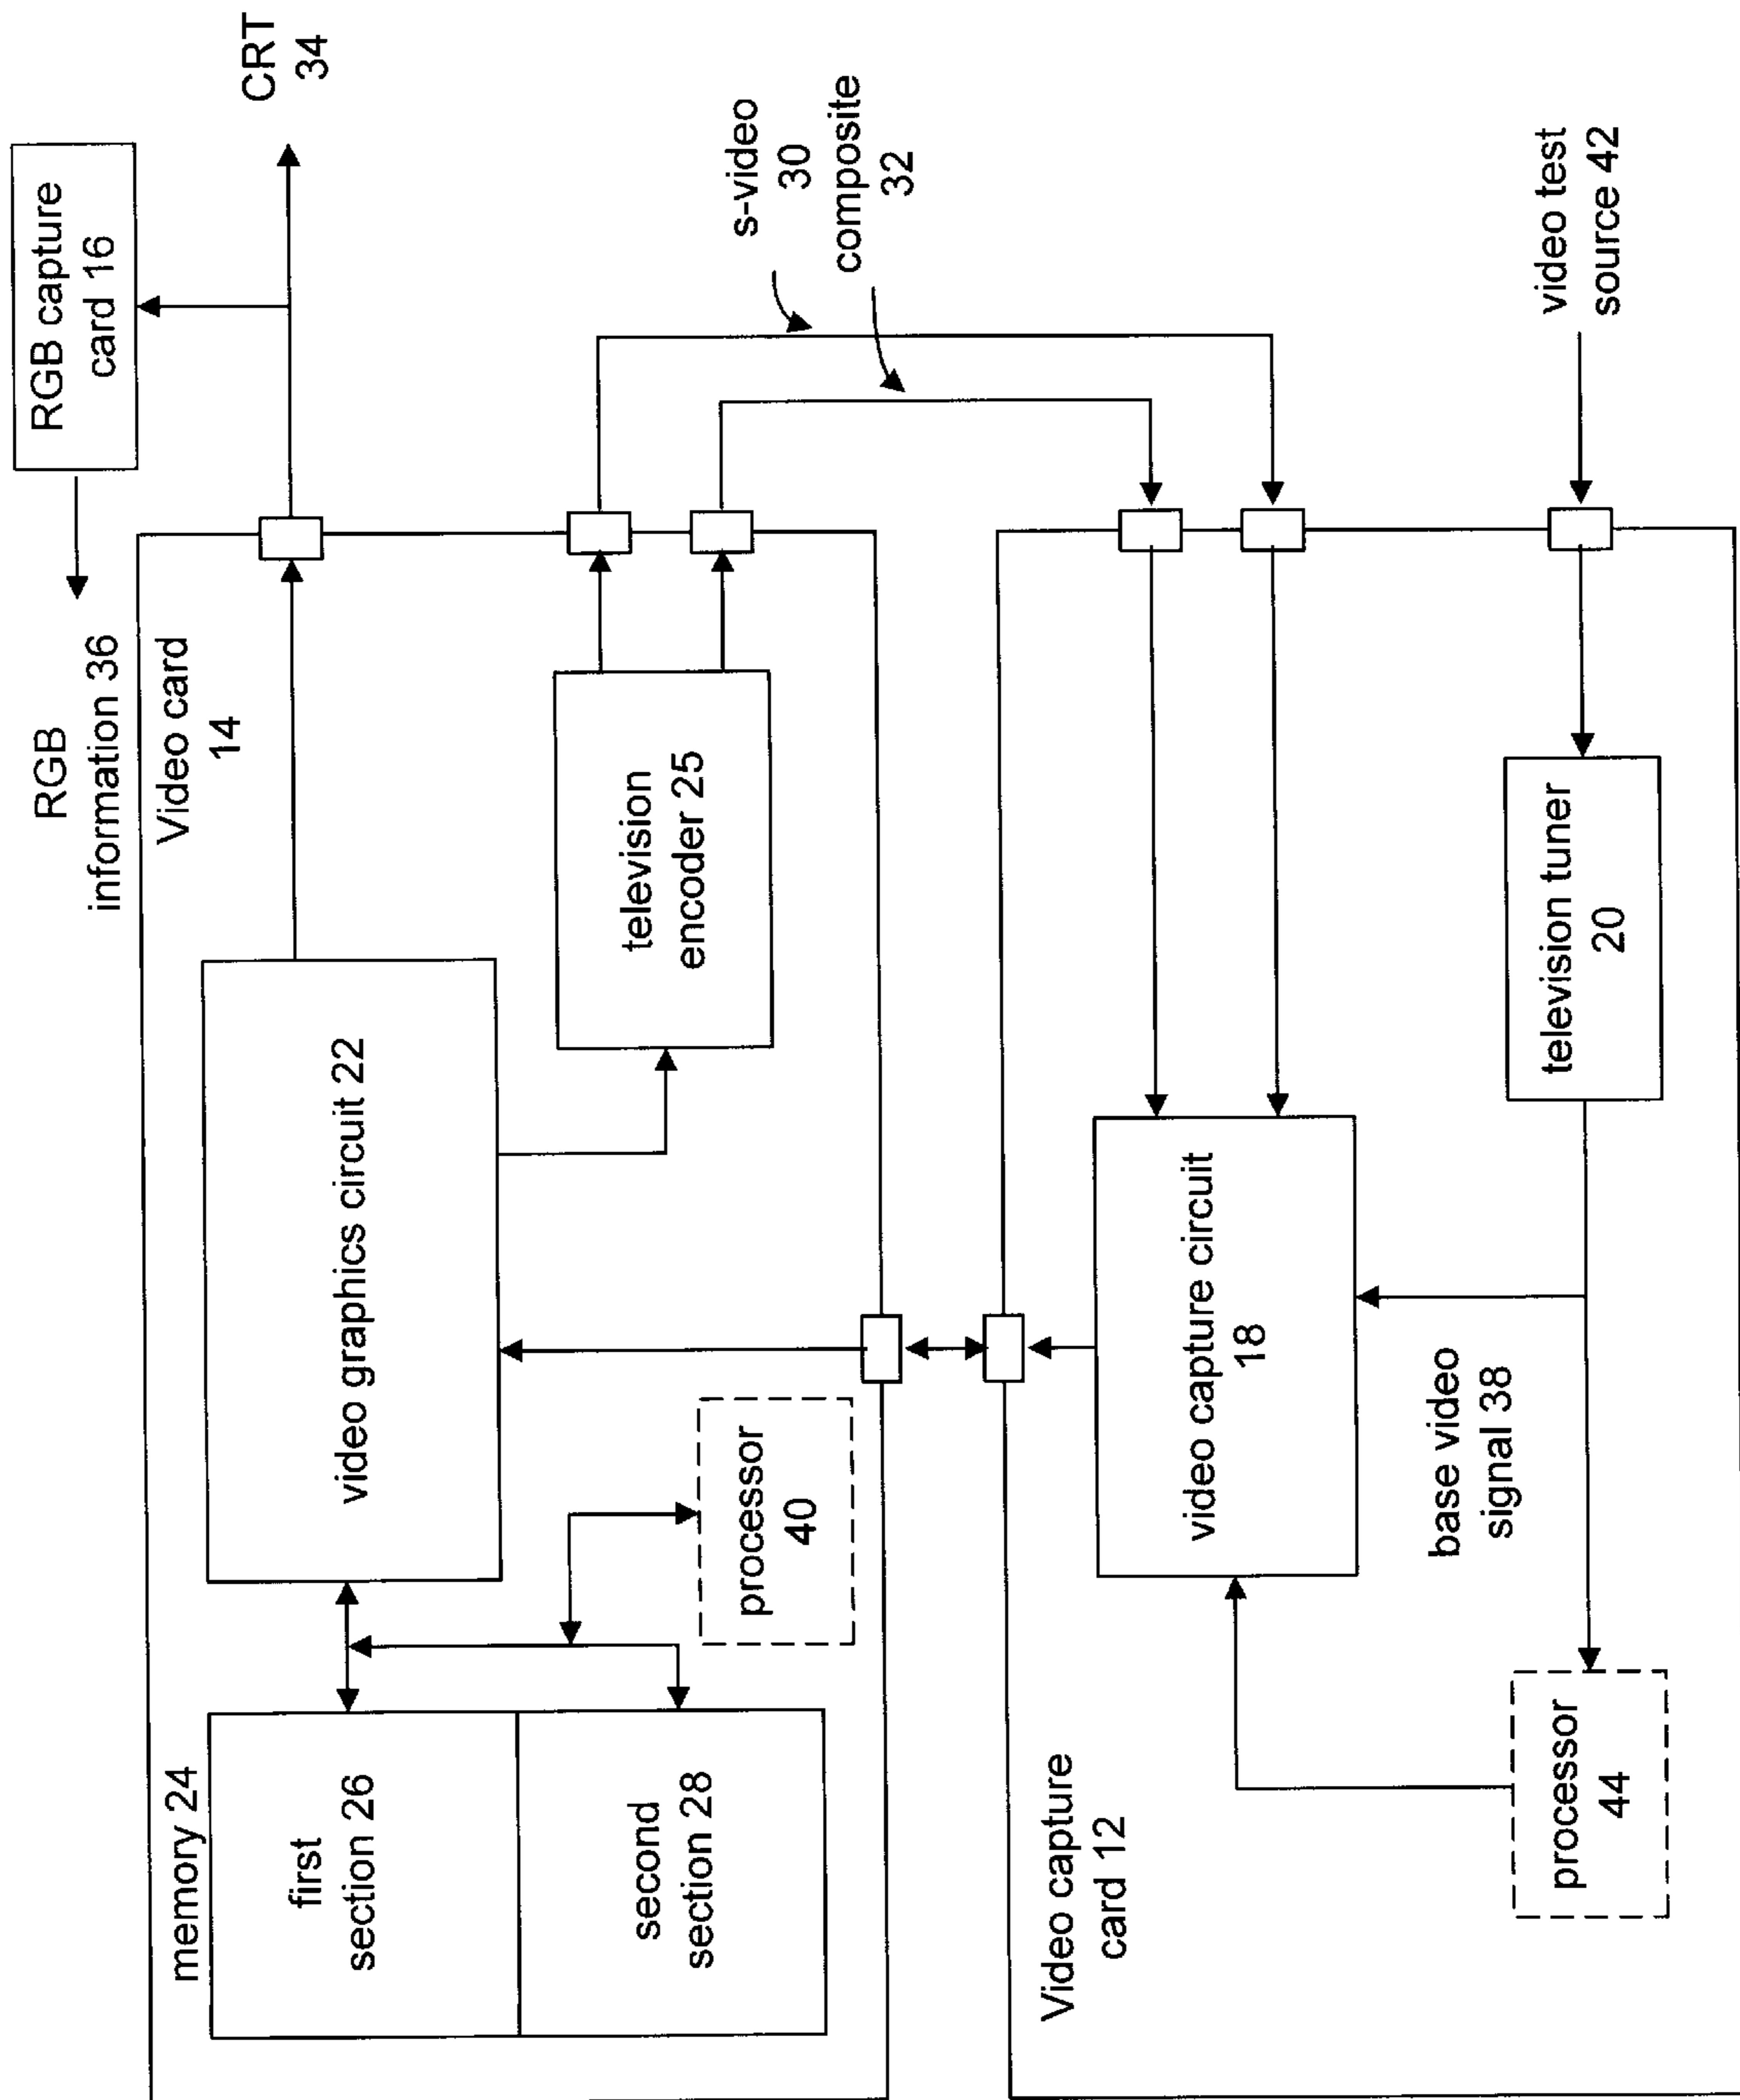 RGB capture
card 16
CRT
34
RGB
information 36
Video card
14
memory 24
first
section 26
second
section 28
video graphics circuit 22
television
encoder 25
processor
40
s-video
30
composite
32
Video capture
card 12
video capture circuit
18
base video
signal 38
processor
44
television tuner
20
video test
source 42